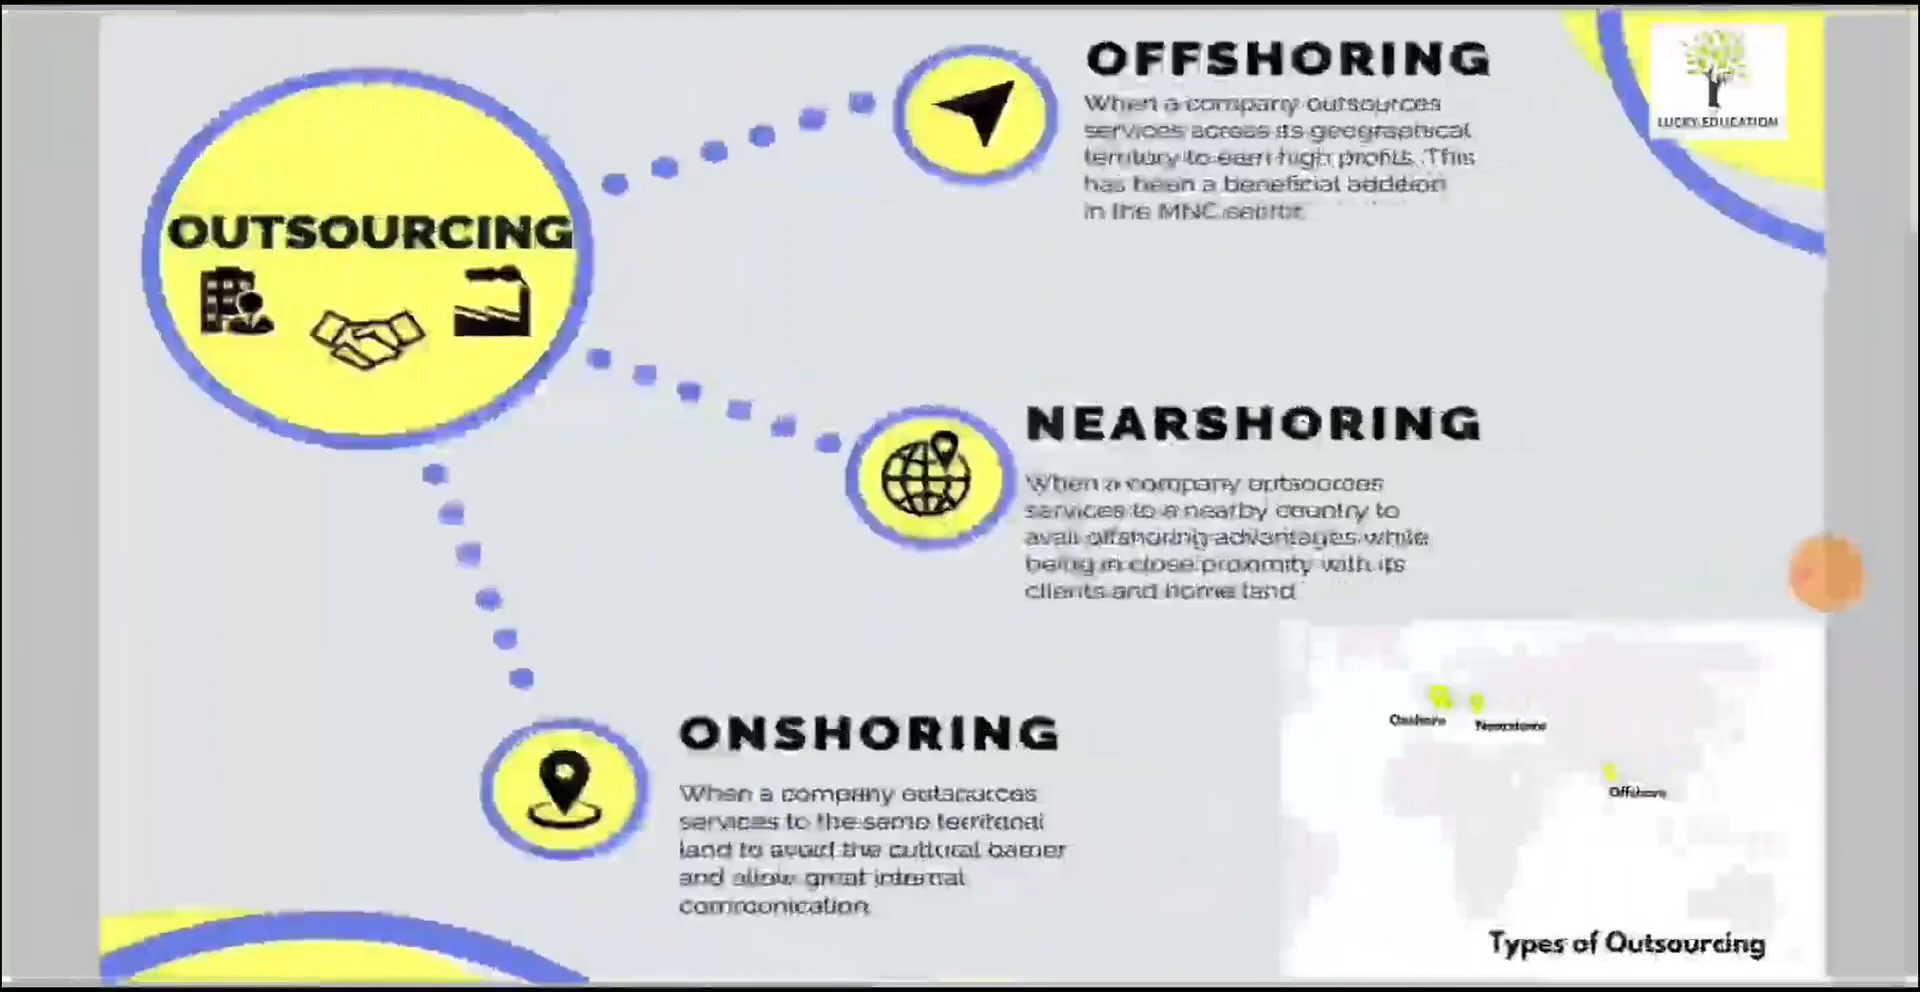 OUTSOURCING
OFFSHORING
When a company outsources
services across its geographical
territory to earn high profits. This
has been a beneficial addition
in the MNC sector.
NEARSHORING
When a company outsources
services to a nearby country to
avail offshoring advantages while
being in close proximity with its
clients and home land
ONSHORING
When a company outsources
services to the same territorial
land to avoid the cultural barrier
and allow great internal
communication
LUCKY EDUCATION
Onshore
Nearshore
Offshore
Types of Outsourcing